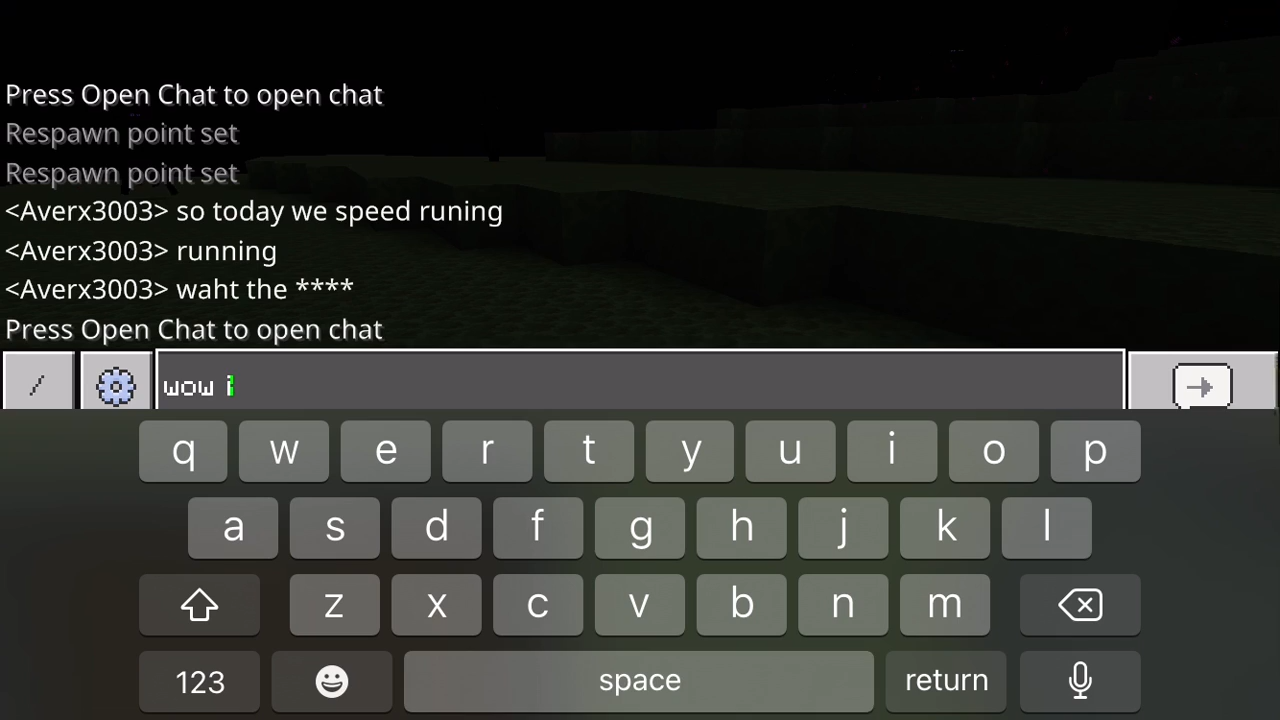 Press Open Chat to open chat
Respawn point set
Respawn point set
<Averx3003> so today we speed runing
<Averx3003> running
<Averx3003> waht the ****
Press Open Chat to open chat
/ wow i
q w e r t y u i o p
a s d f g h j k l
z x c v b n m
123 space return